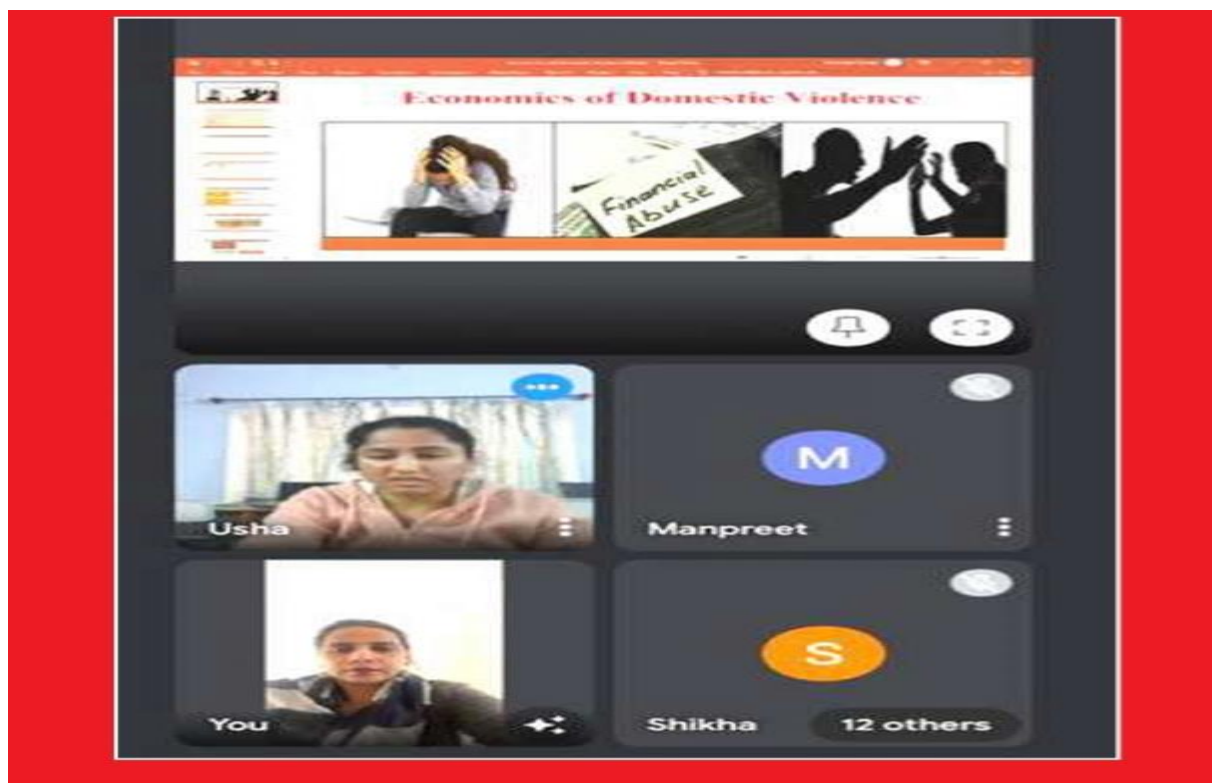 Economics of Domestic Violence
Financial
Abuse
Usha
M
Manpreet
You
S
Shikha
12 others